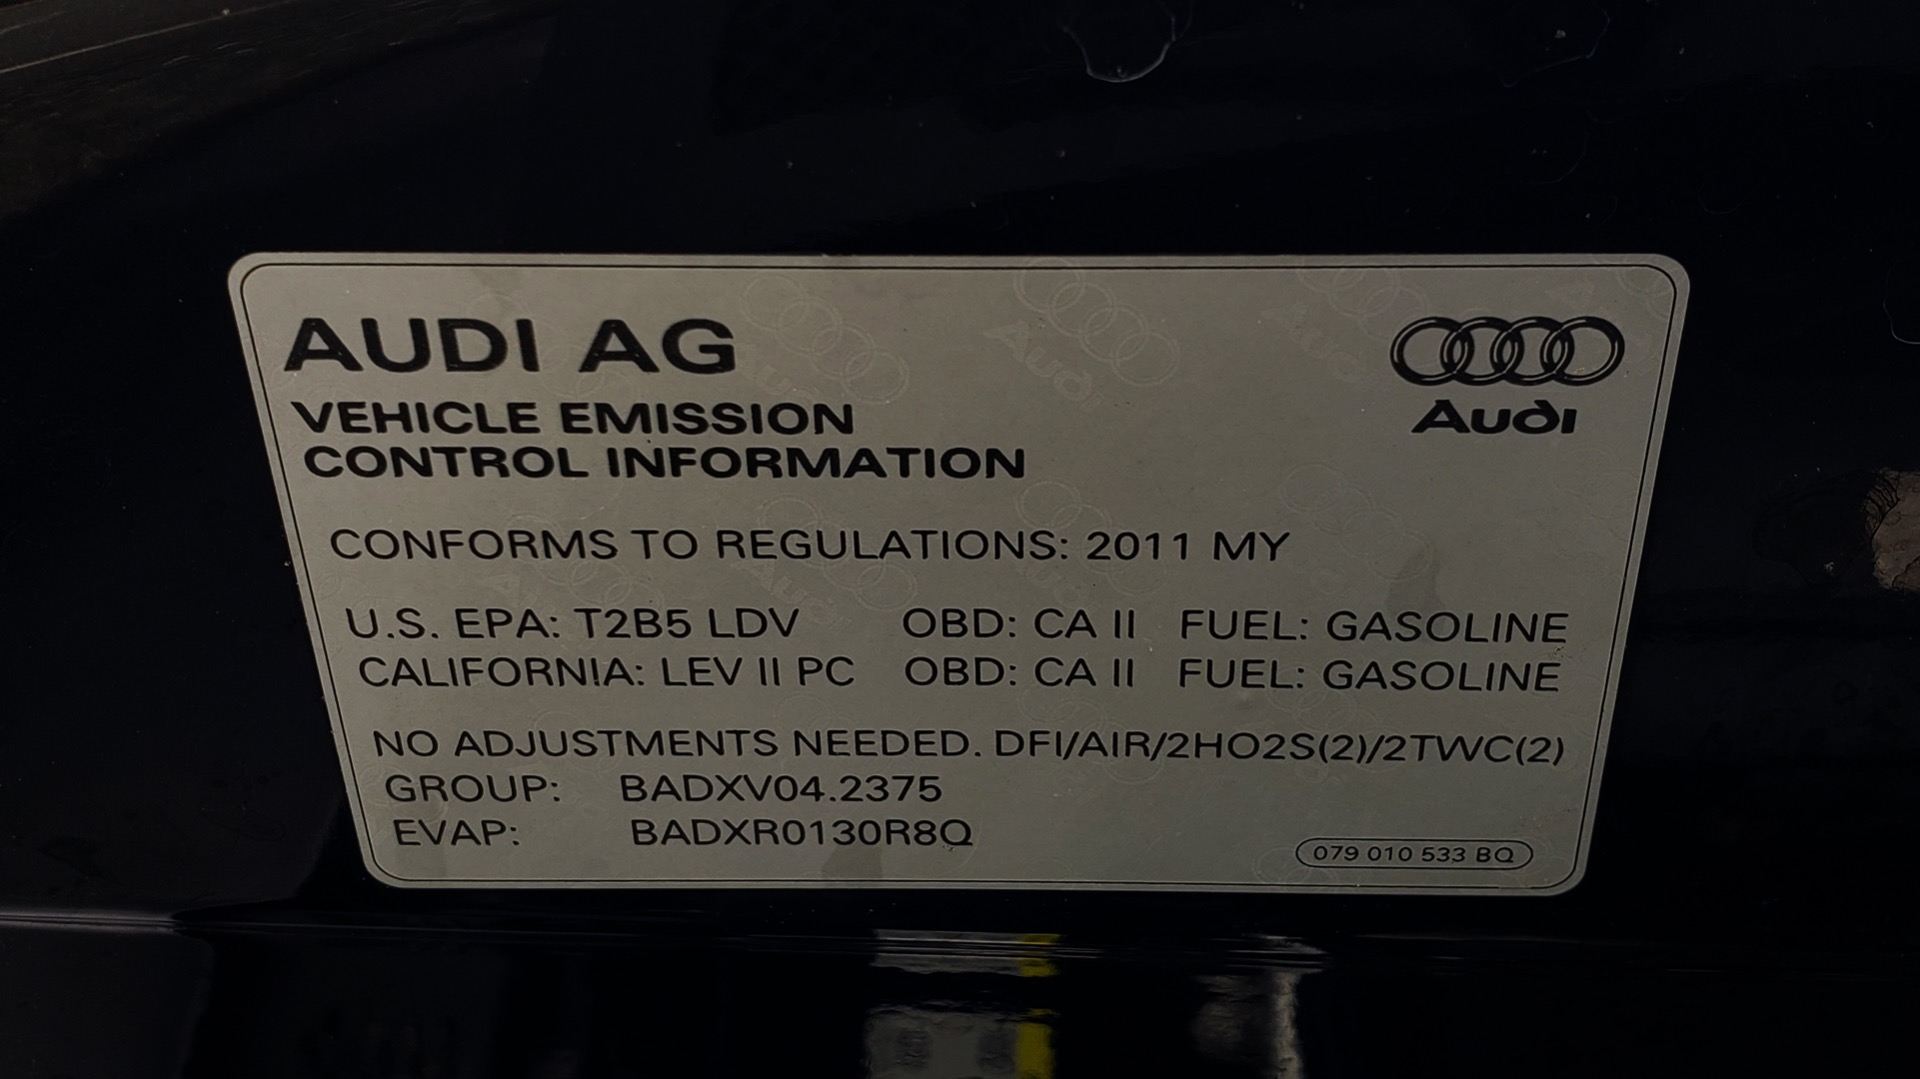 AUDI AG
Audi
VEHICLE EMISSION
CONTROL INFORMATION
CONFORMS TO REGULATIONS: 2011 MY
U.S. EPA: T2B5 LDV OBD: CA II FUEL: GASOLINE
CALIFORNIA: LEV II PC OBD: CA II FUEL: GASOLINE
NO ADJUSTMENTS NEEDED. DFI/AIR/2HO2S(2)/2TWC(2)
GROUP: BADXV04.2375
EVAP: BADXR0130R8Q
079 010 533 BQ